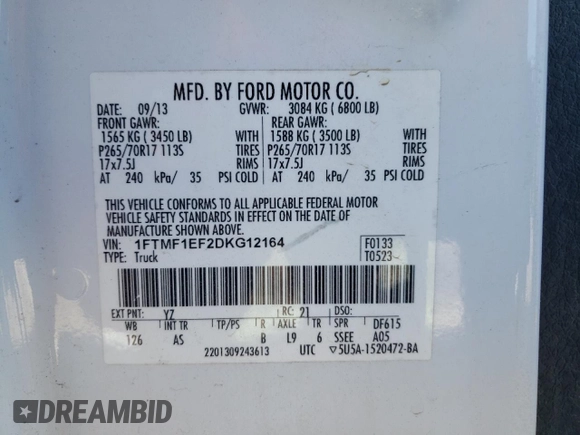 MFD. BY FORD MOTOR CO.
DATE: 09/13 GVWR: 3084 KG ( 6800 LB)
FRONT GAWR: REAR GAWR:
1565 KG ( 3450 LB) WITH 1588 KG ( 3500 LB) WITH
P265/70R17 113S TIRES P265/70R17 113S TIRES
17x7.5J RIMS 17x7.5J RIMS
AT 240 kPa/ 35 PSI COLD AT 240 kPa/ 35 PSI COLD
THIS VEHICLE CONFORMS TO ALL APPLICABLE FEDERAL MOTOR
VEHICLE SAFETY STANDARDS IN EFFECT ON THE DATE OF
MANUFACTURE SHOWN ABOVE.
VIN: 1FTMF1EF2DKG12164 F0133
TYPE: Truck T0523
EXT PNT: YZ RC: 21 DSO:
WB INT TR TP/PS R AXLE TR SPR DF615
126 AS B L9 6 SSEE A05
2201309243613 UTC ▽5U5A-1520472-BA
DREAMBID